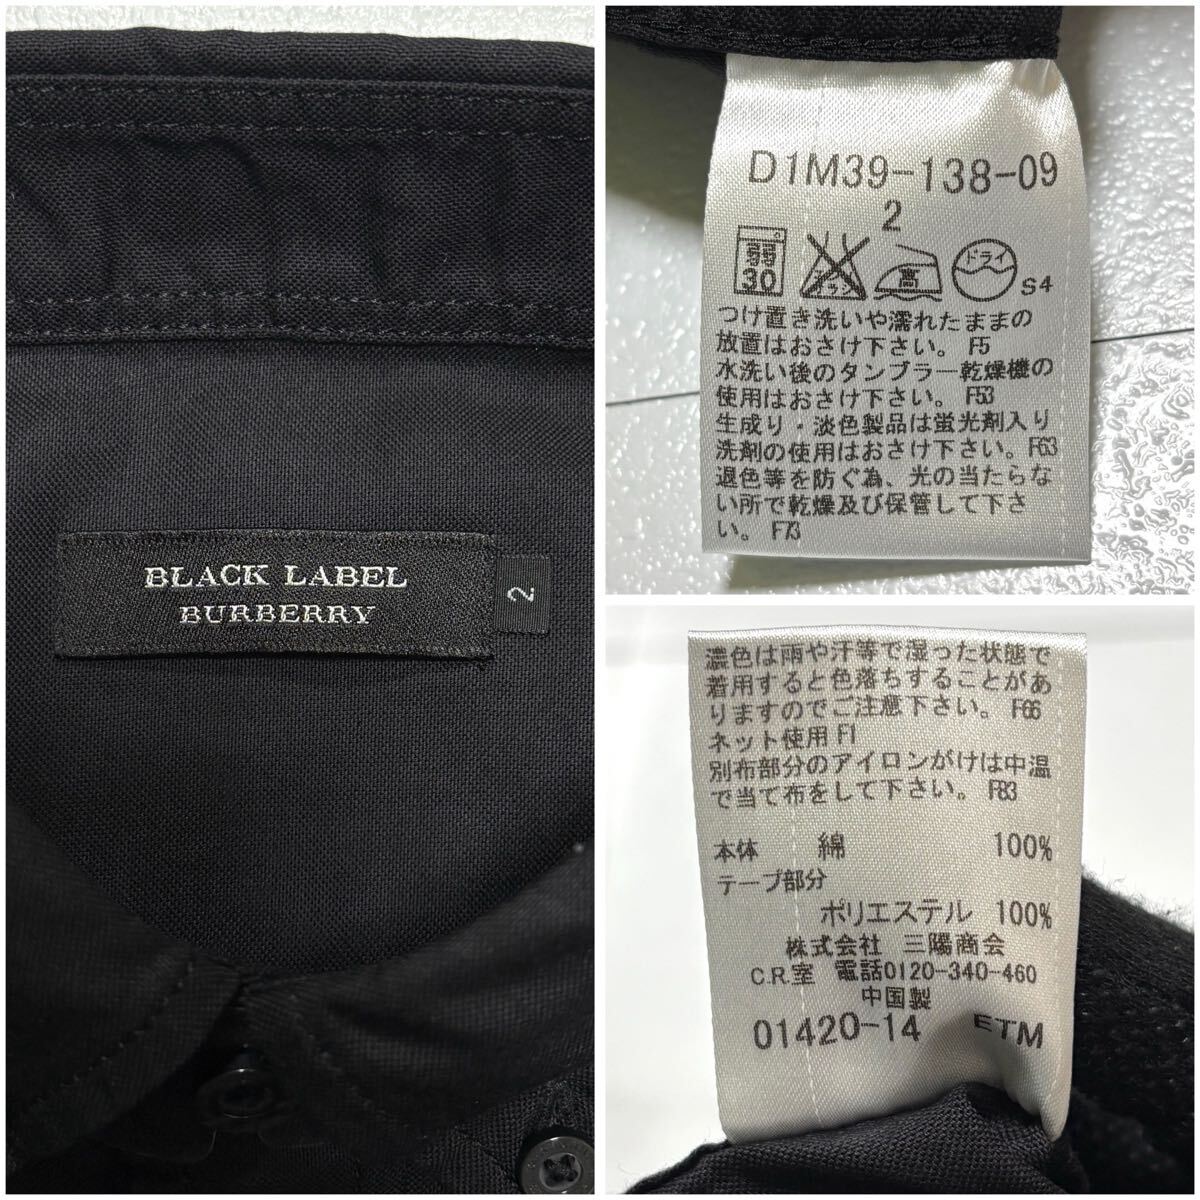 BLACK LABEL
BURBERRY
2
D1M39-138-09
2
弱
30
エンソ
サラシ
高
ドライ
S4
つけ置き洗いや濡れたままの
放置はおさけ下さい。 F5
水洗い後のタンブラー乾燥機の
使用はおさけ下さい。 F53
生成り・淡色製品は蛍光剤入り
洗剤の使用はおさけ下さい。F63
退色等を防ぐ為、光の当たらな
い所で乾燥及び保管して下さ
い。 F73
濃色は雨や汗等で湿った状態で
着用すると色落ちすることがあ
りますのでご注意下さい。 F66
ネット使用 F1
別布部分のアイロンがけは中温
で当て布をして下さい。 F83
本体 綿 100%
テープ部分
ポリエステル 100%
株式会社 三陽商会
C.R.室 電話0120-340-460
中国製
01420-14 ETM